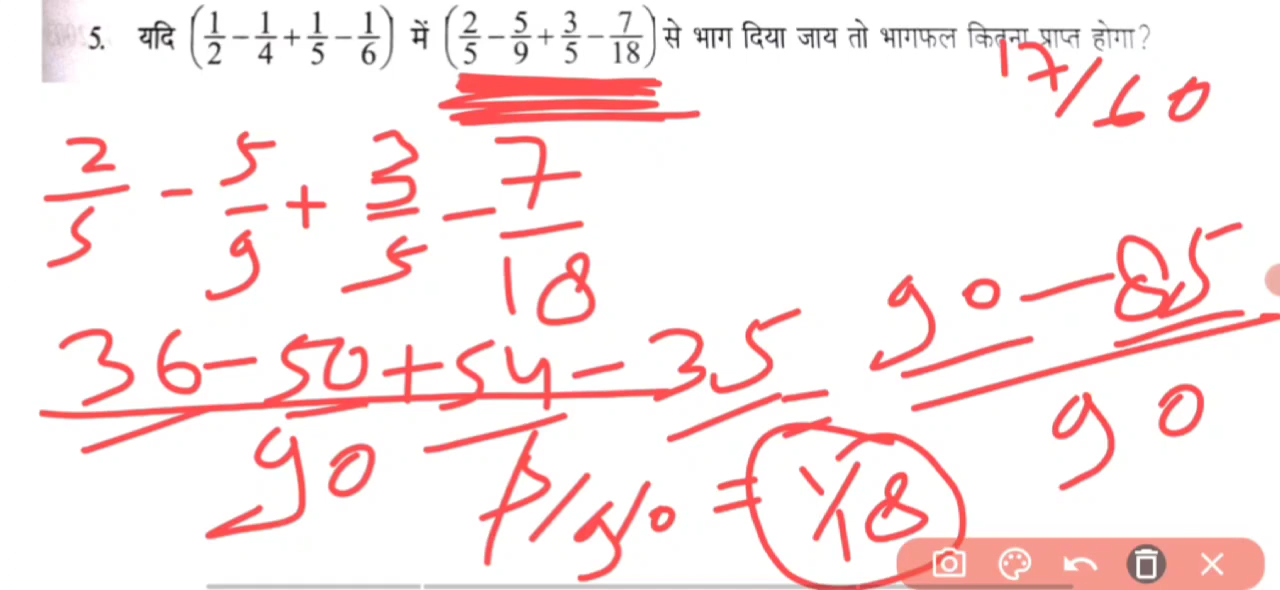 5. यदि (1/2 − 1/4 + 1/5 − 1/6) में (2/5 − 5/9 + 3/5 − 7/18) से भाग दिया जाय तो भागफल कितना प्राप्त होगा?
17/60
2/5 − 5/9 + 3/5 − 7/18
36 − 50 + 54 − 35 / 90
90 − 85 / 90
= 1/18